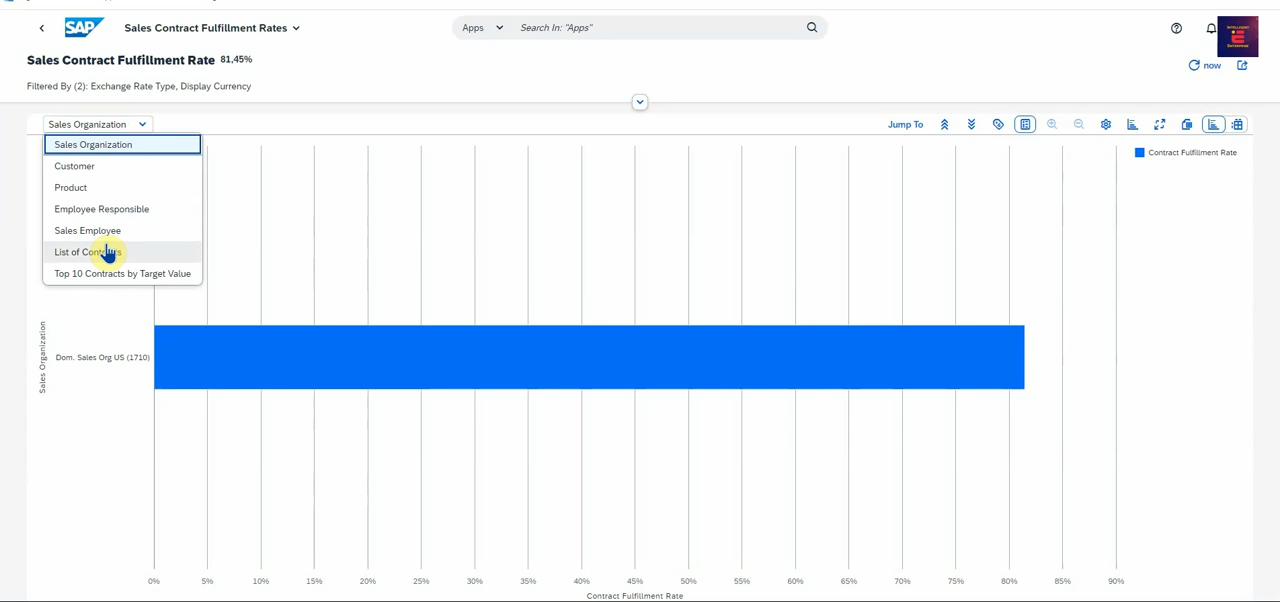 SAP Sales Contract Fulfillment Rates Apps Search In: "Apps"
INTELLIGENT
ENTERPRISE
Sales Contract Fulfillment Rate 81,45%
now
Filtered By (2): Exchange Rate Type, Display Currency
Sales Organization Jump To
Sales Organization
Contract Fulfillment Rate
Customer
Product
Employee Responsible
Sales Employee
List of
Top 10 Contracts by Target Value
Sales Organization
Dom. Sales Org US (1710)
0% 5% 10% 15% 20% 25% 30% 35% 40% 45% 50% 55% 60% 65% 70% 75% 80% 85% 90%
Contract Fulfillment Rate